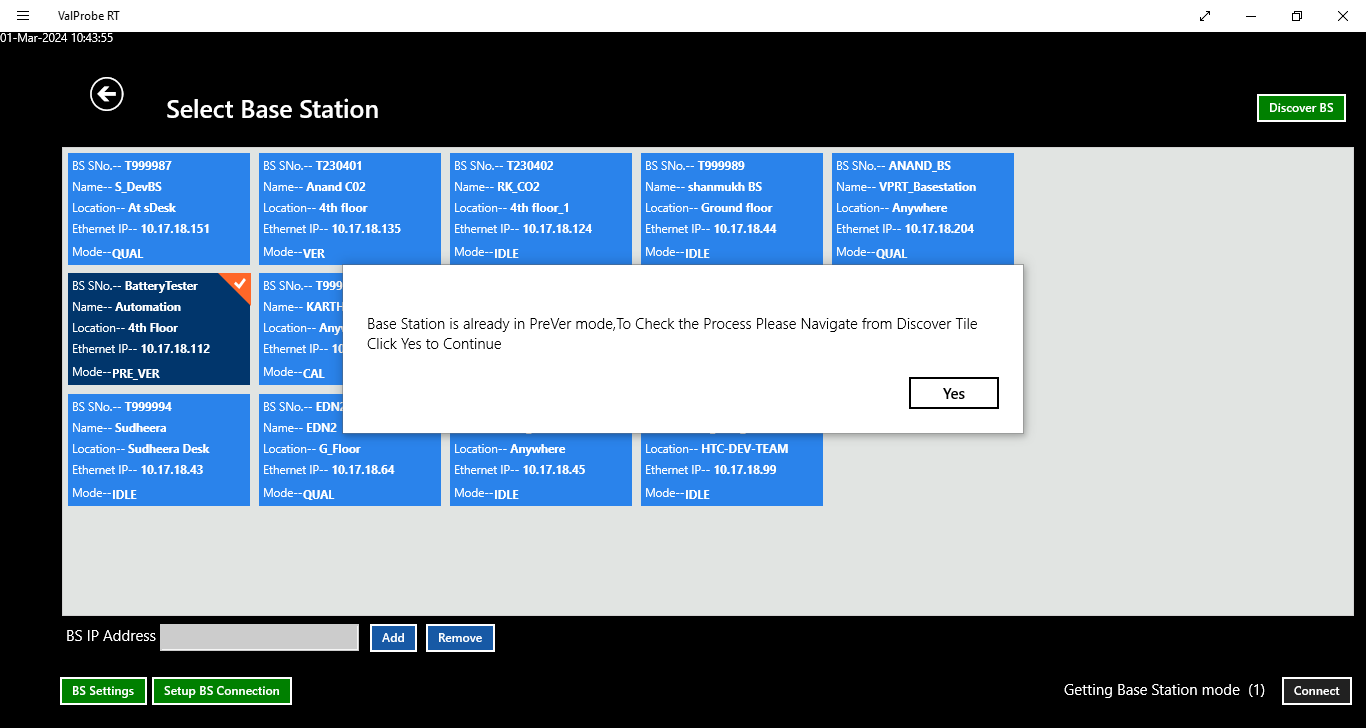 ValProbe RT
01-Mar-2024 10:43:55
Select Base Station
Discover BS
BS SNo.-- T999987
Name-- S_DevBS
Location-- At sDesk
Ethernet IP-- 10.17.18.151
Mode--QUAL
BS SNo.-- T230401
Name-- Anand C02
Location-- 4th floor
Ethernet IP-- 10.17.18.135
Mode--VER
BS SNo.-- T230402
Name-- RK_CO2
Location-- 4th floor_1
Ethernet IP-- 10.17.18.124
Mode--IDLE
BS SNo.-- T999989
Name-- shanmukh BS
Location-- Ground floor
Ethernet IP-- 10.17.18.44
Mode--IDLE
BS SNo.-- ANAND_BS
Name-- VPRT_Basestation
Location-- Anywhere
Ethernet IP-- 10.17.18.204
Mode--QUAL
BS SNo.-- BatteryTester
Name-- Automation
Location-- 4th Floor
Ethernet IP-- 10.17.18.112
Mode--PRE_VER
BS SNo.-- T999
Name-- KARTH
Location-- Any
Ethernet IP-- 10
Mode--CAL
Base Station is already in PreVer mode,To Check the Process Please Navigate from Discover Tile
Click Yes to Continue
Yes
BS SNo.-- T999994
Name-- Sudheera
Location-- Sudheera Desk
Ethernet IP-- 10.17.18.43
Mode--IDLE
BS SNo.-- EDN2
Name-- EDN2
Location-- G_Floor
Ethernet IP-- 10.17.18.64
Mode--QUAL
Location-- Anywhere
Ethernet IP-- 10.17.18.45
Mode--IDLE
Location-- HTC-DEV-TEAM
Ethernet IP-- 10.17.18.99
Mode--IDLE
BS IP Address
Add
Remove
BS Settings
Setup BS Connection
Getting Base Station mode (1)
Connect